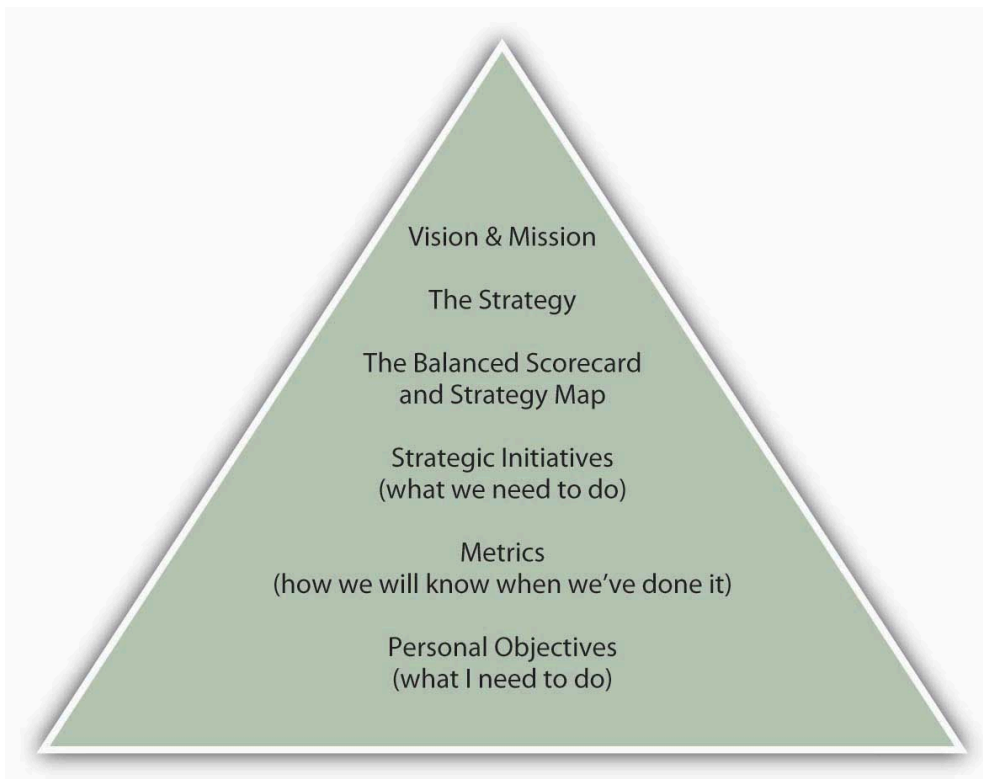 Vision & Mission
The Strategy
The Balanced Scorecard
and Strategy Map
Strategic Initiatives
(what we need to do)
Metrics
(how we will know when we’ve done it)
Personal Objectives
(what I need to do)